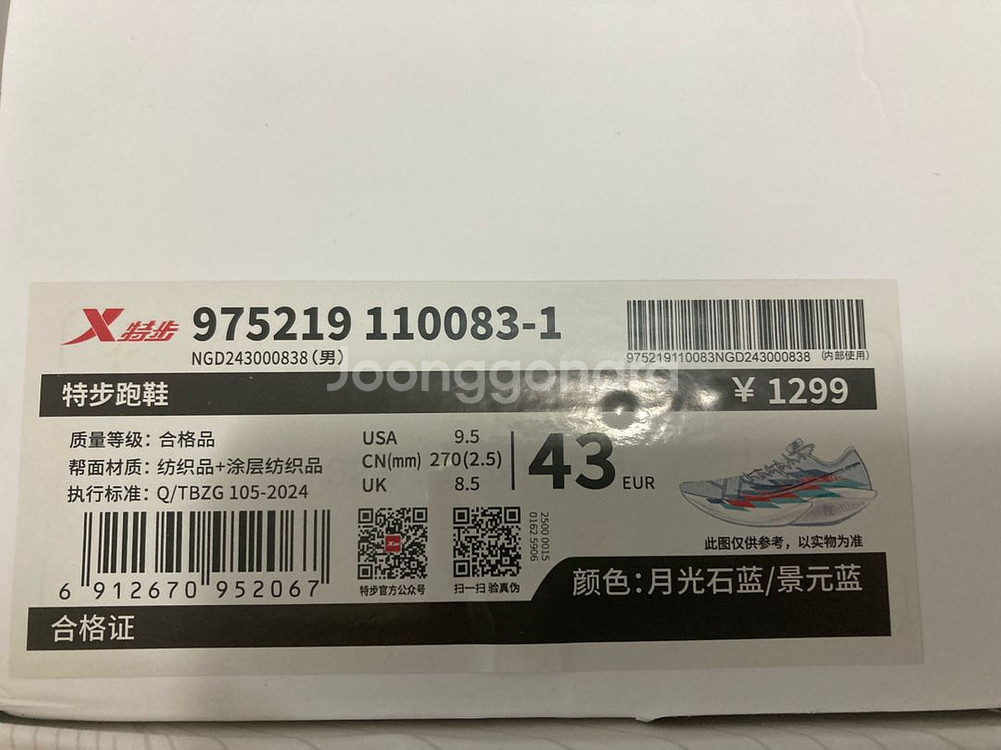 X 特步 975219 110083-1
NGD243000838(男)
975219110083NGD243000838 (内部使用)
Joonggonara
特步跑鞋 ¥ 1299
质量等级:合格品
帮面材质:纺织品+涂层纺织品
执行标准:Q/TBZG 105-2024
USA 9.5
CN(mm) 270(2.5)
UK 8.5
43 EUR
此图仅供参考,以实物为准
6 912670 952067
特步官方公众号
扫一扫 验真伪
2500 0015
0162 5906
颜色:月光石蓝/景元蓝
合格证